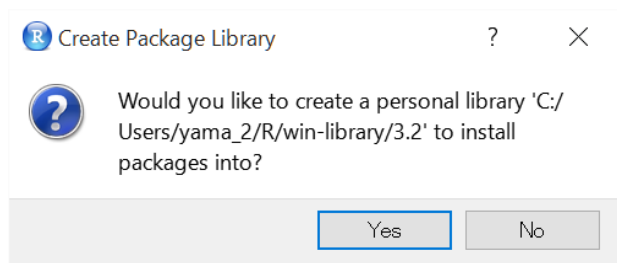 R Create Package Library ?
?
Would you like to create a personal library 'C:/
Users/yama_2/R/win-library/3.2' to install
packages into?
Yes No